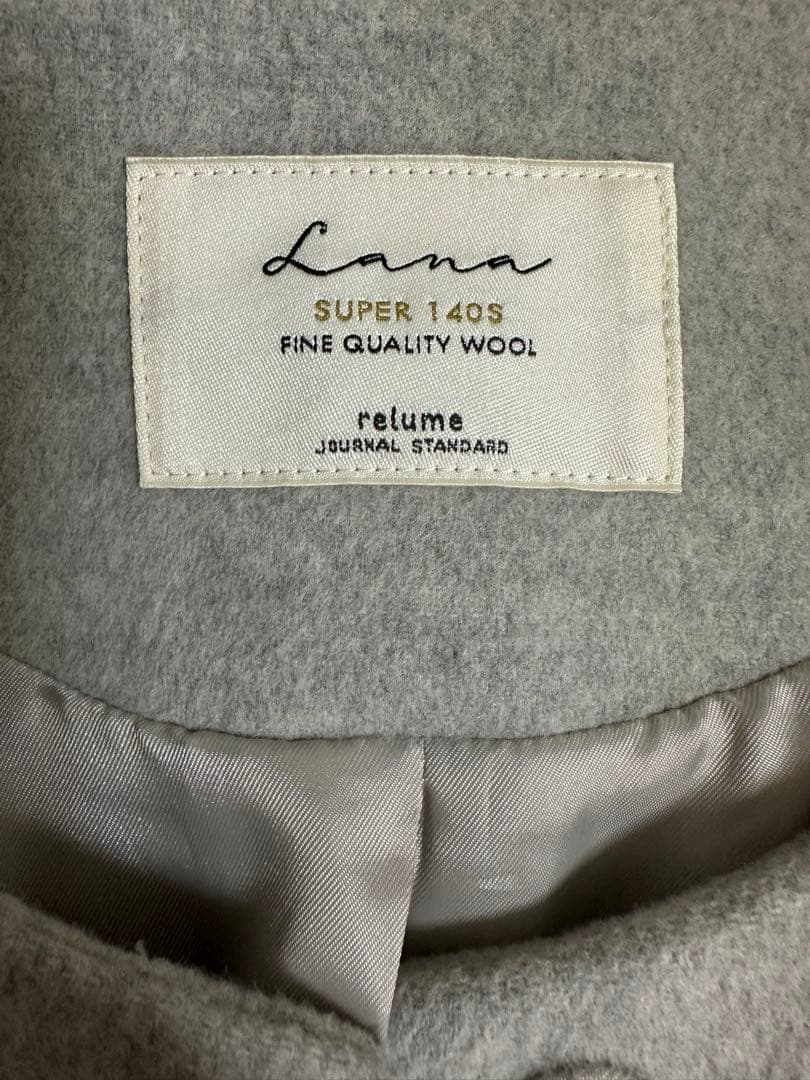 Lana
SUPER 140S
FINE QUALITY WOOL
relume
JOURNAL STANDARD